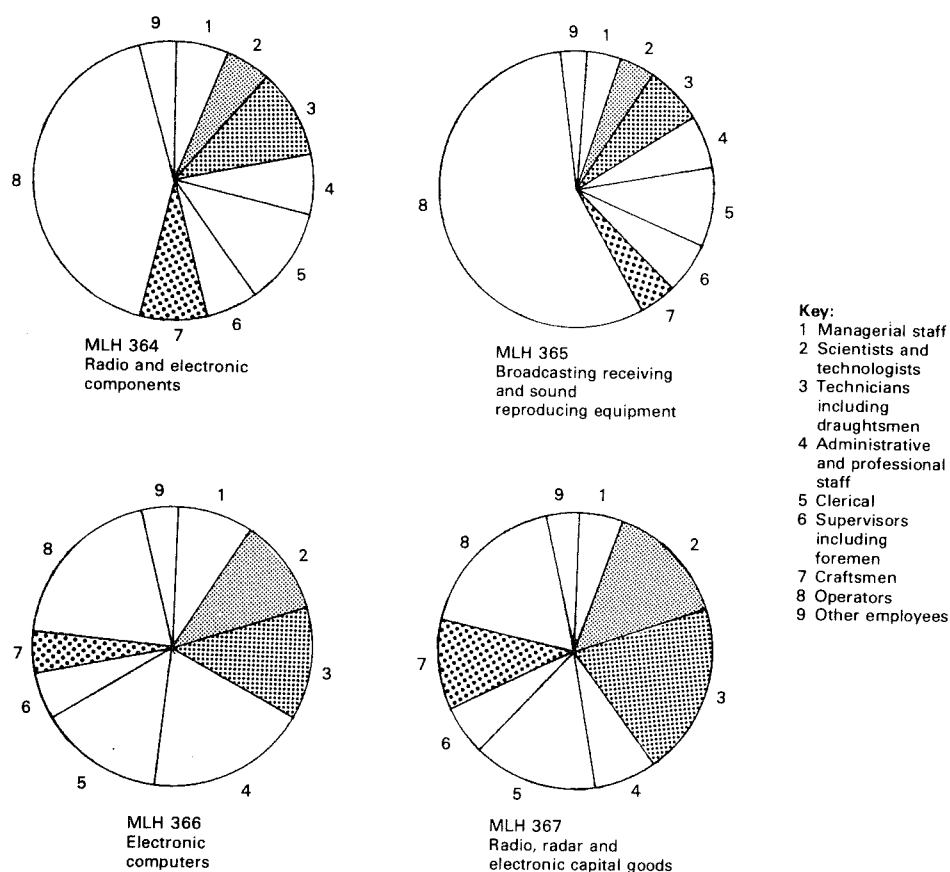 9
1
2
3
4
5
6
7
8
MLH 364
Radio and electronic
components
9
1
2
3
4
5
6
7
8
MLH 365
Broadcasting receiving
and sound
reproducing equipment
9
1
2
3
4
5
6
7
8
MLH 366
Electronic
computers
9
1
2
3
4
5
6
7
8
MLH 367
Radio, radar and
electronic capital goods
Key:
1 Managerial staff
2 Scientists and
technologists
3 Technicians
including
draughtsmen
4 Administrative
and professional
staff
5 Clerical
6 Supervisors
including
foremen
7 Craftsmen
8 Operators
9 Other employees